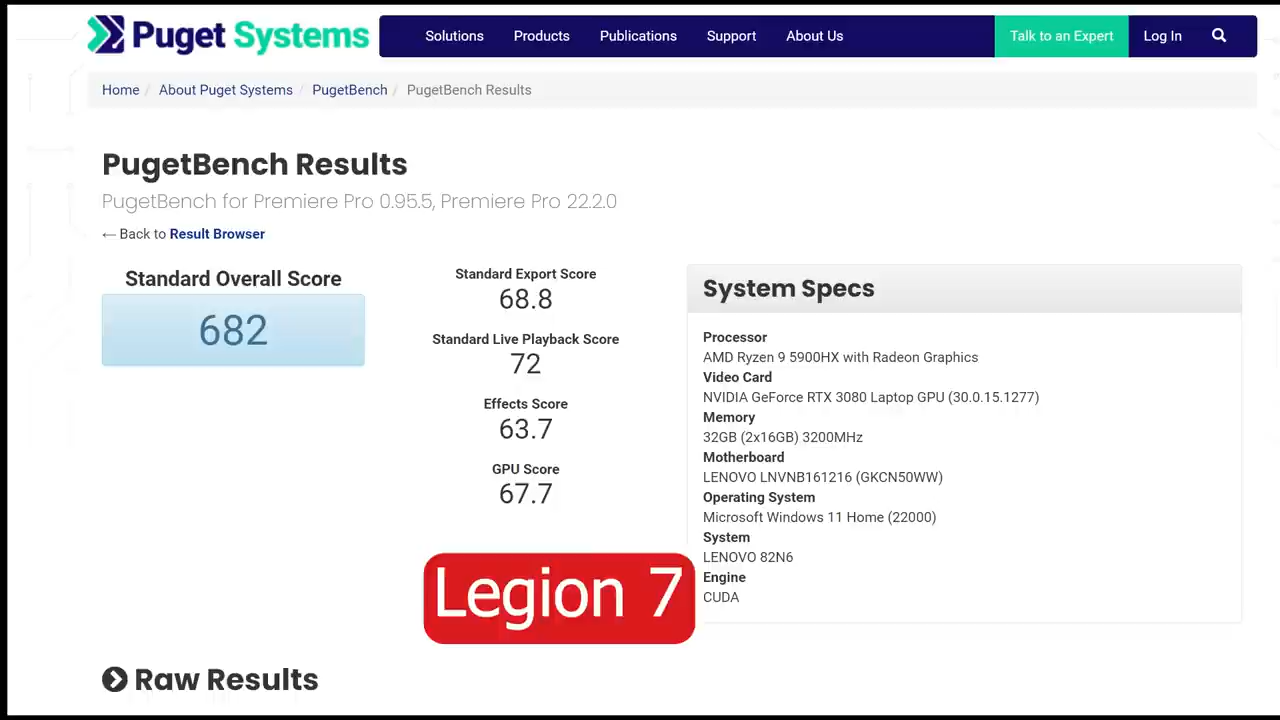 Puget Systems
Solutions Products Publications Support About Us Talk to an Expert Log In
Home / About Puget Systems / PugetBench / PugetBench Results
PugetBench Results
PugetBench for Premiere Pro 0.95.5, Premiere Pro 22.2.0
← Back to Result Browser
Standard Overall Score
682
Standard Export Score
68.8
Standard Live Playback Score
72
Effects Score
63.7
GPU Score
67.7
System Specs
Processor
AMD Ryzen 9 5900HX with Radeon Graphics
Video Card
NVIDIA GeForce RTX 3080 Laptop GPU (30.0.15.1277)
Memory
32GB (2x16GB) 3200MHz
Motherboard
LENOVO LNVNB161216 (GKCN50WW)
Operating System
Microsoft Windows 11 Home (22000)
System
LENOVO 82N6
Engine
CUDA
Legion 7
Raw Results